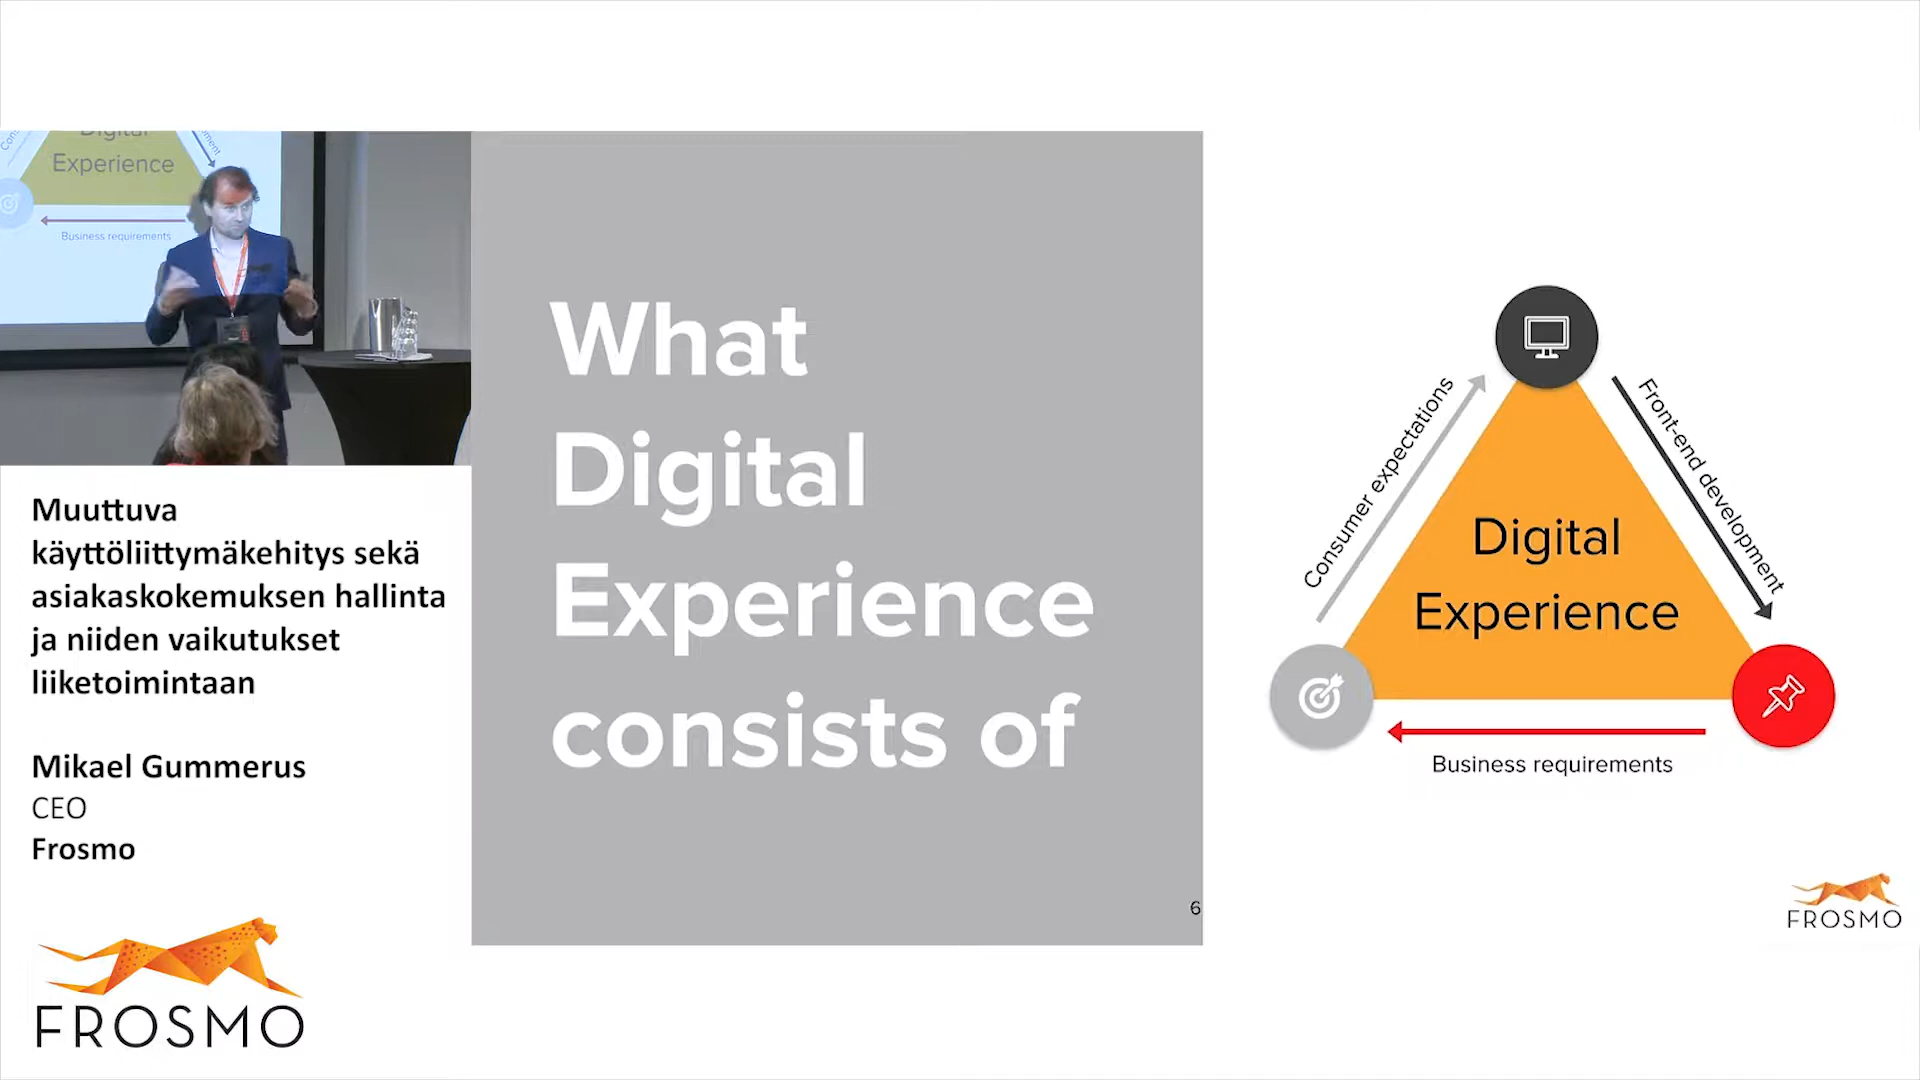 Experience
Business requirements
Muuttuva
käyttöliittymäkehitys sekä
asiakaskokemuksen hallinta
ja niiden vaikutukset
liiketoimintaan
Mikael Gummerus
CEO
Frosmo
FROSMO
What
Digital
Experience
consists of
6
Consumer expectations
Front-end development
Digital
Experience
Business requirements
FROSMO